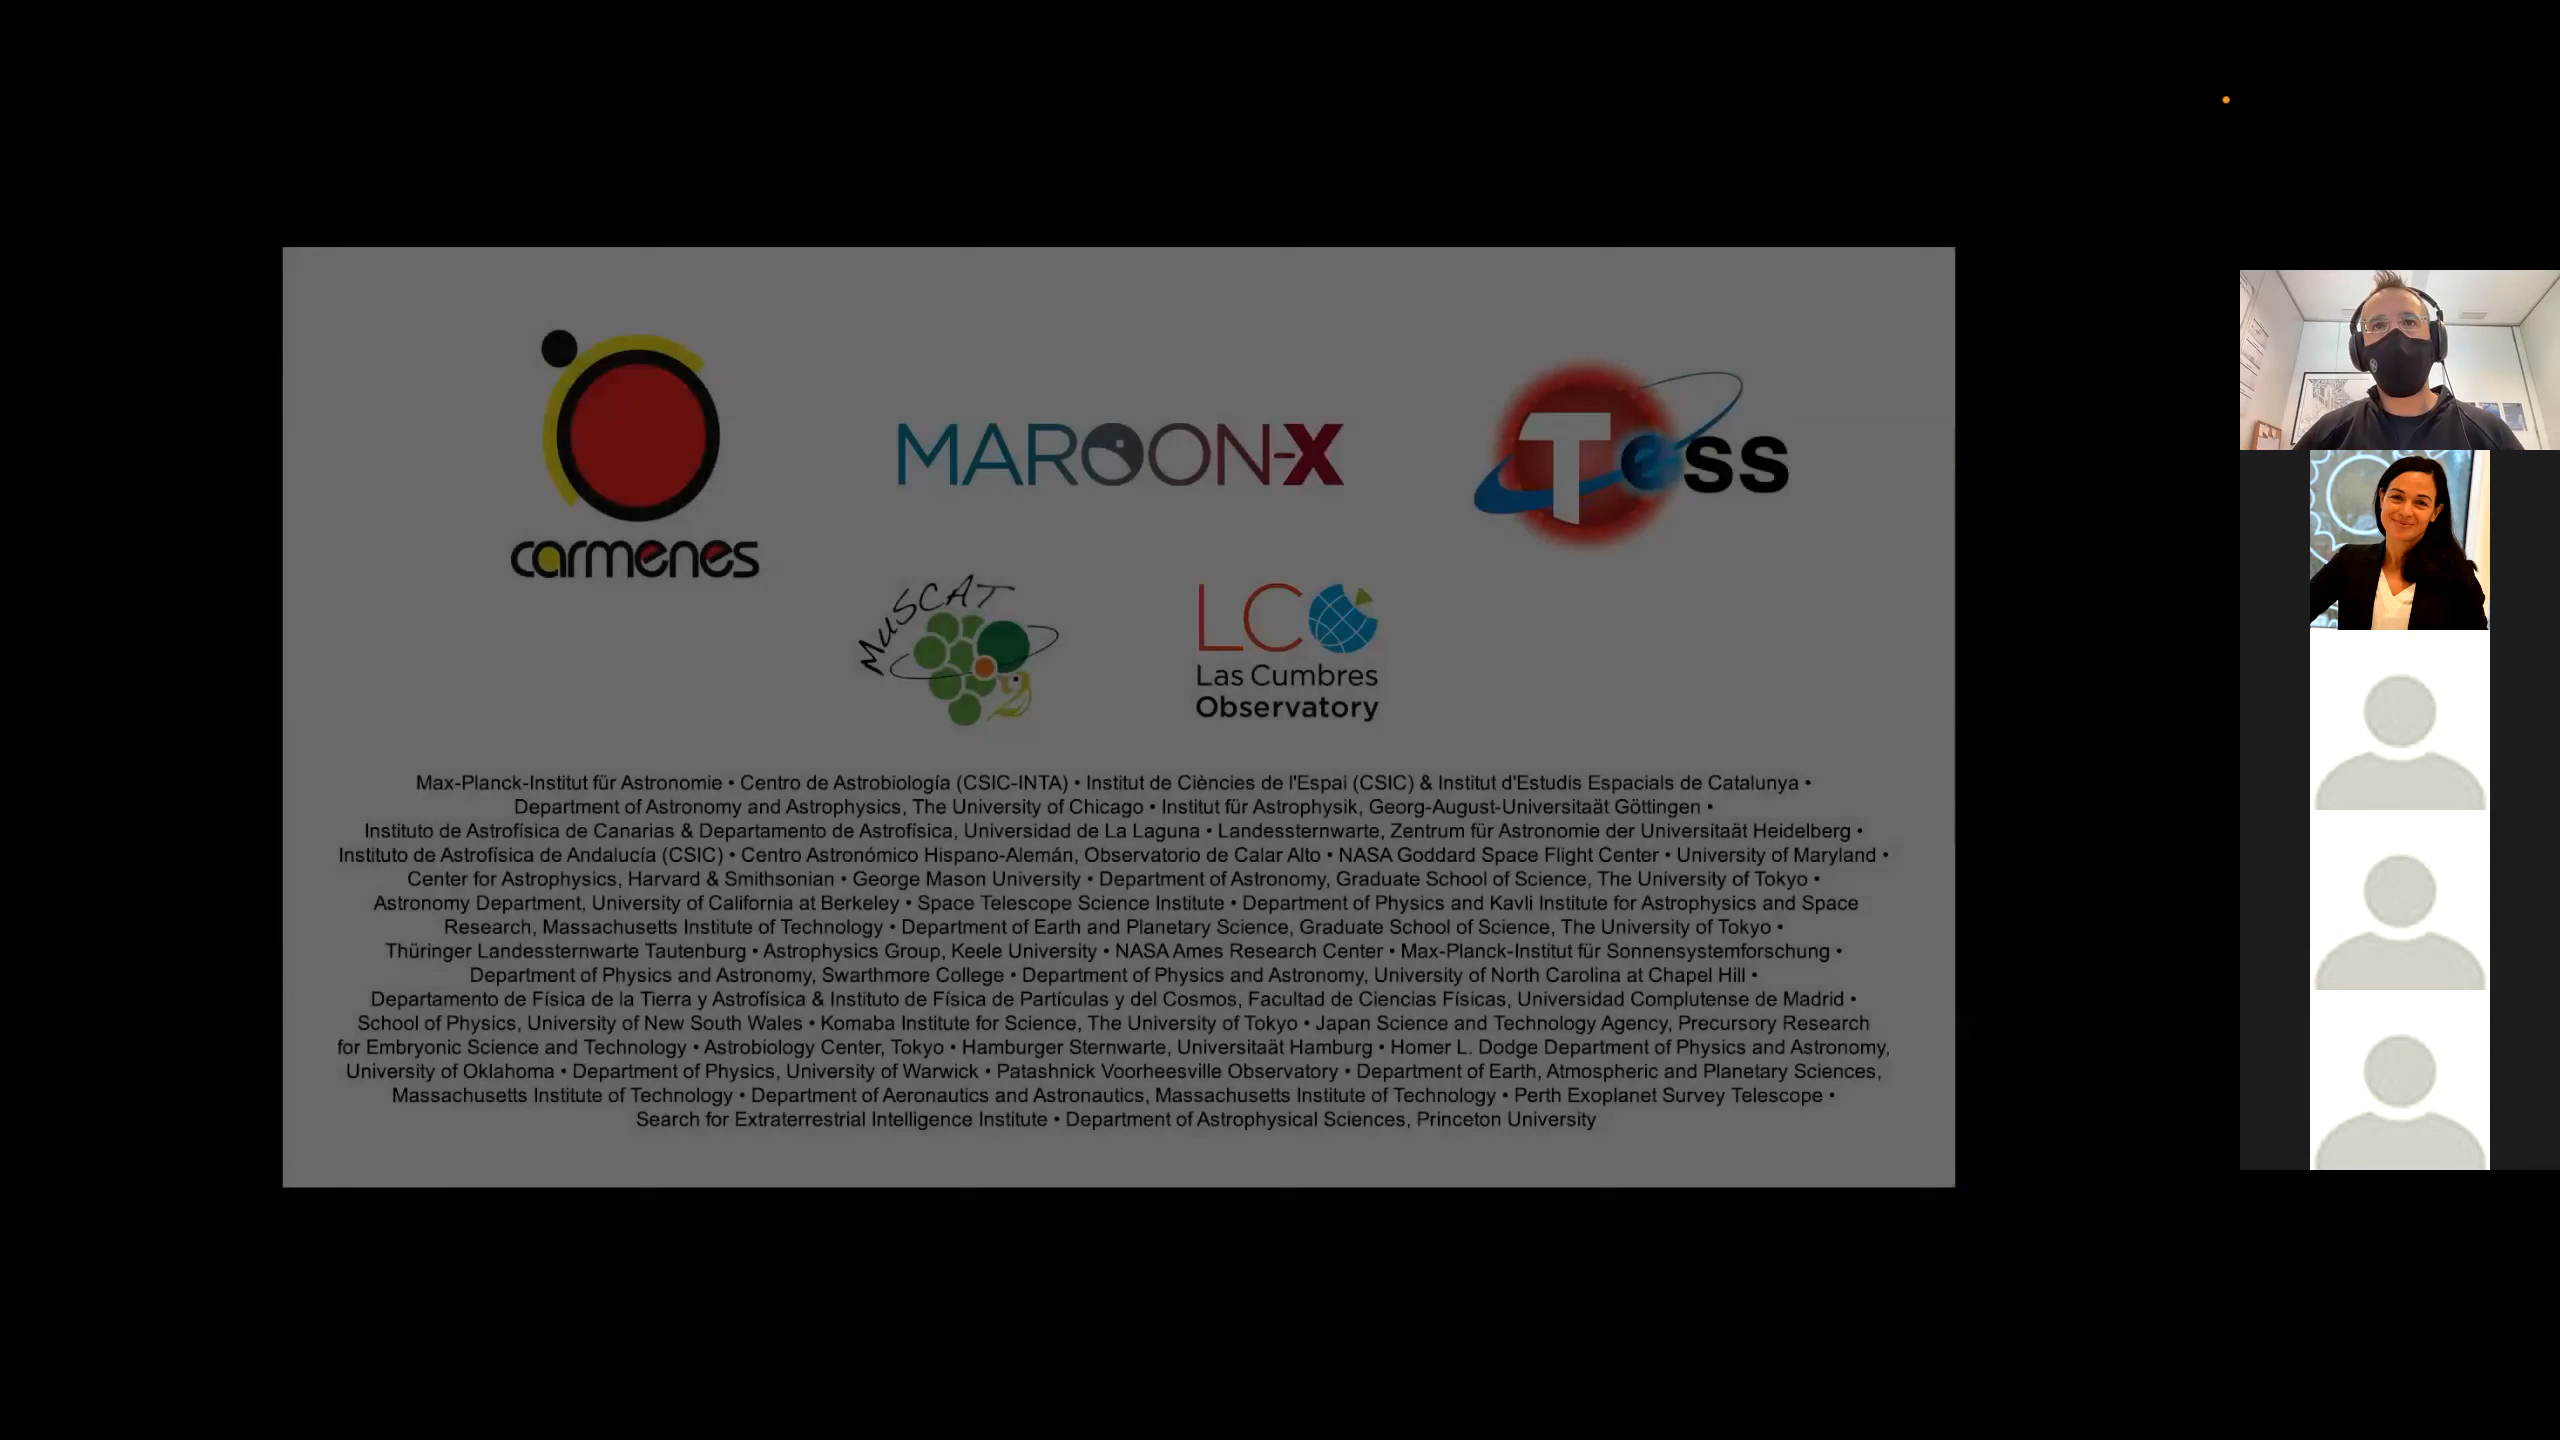 carmenes
MAROON-X
Tess
MuSCAT
LCO
Las Cumbres
Observatory
Max-Planck-Institut für Astronomie • Centro de Astrobiología (CSIC-INTA) • Institut de Ciències de l'Espai (CSIC) & Institut d'Estudis Espacials de Catalunya •
Department of Astronomy and Astrophysics, The University of Chicago • Institut für Astrophysik, Georg-August-Universitaät Göttingen •
Instituto de Astrofísica de Canarias & Departamento de Astrofísica, Universidad de La Laguna • Landessternwarte, Zentrum für Astronomie der Universitaät Heidelberg •
Instituto de Astrofísica de Andalucía (CSIC) • Centro Astronómico Hispano-Alemán, Observatorio de Calar Alto • NASA Goddard Space Flight Center • University of Maryland •
Center for Astrophysics, Harvard & Smithsonian • George Mason University • Department of Astronomy, Graduate School of Science, The University of Tokyo •
Astronomy Department, University of California at Berkeley • Space Telescope Science Institute • Department of Physics and Kavli Institute for Astrophysics and Space
Research, Massachusetts Institute of Technology • Department of Earth and Planetary Science, Graduate School of Science, The University of Tokyo •
Thüringer Landessternwarte Tautenburg • Astrophysics Group, Keele University • NASA Ames Research Center • Max-Planck-Institut für Sonnensystemforschung •
Department of Physics and Astronomy, Swarthmore College • Department of Physics and Astronomy, University of North Carolina at Chapel Hill •
Departamento de Física de la Tierra y Astrofísica & Instituto de Física de Partículas y del Cosmos, Facultad de Ciencias Físicas, Universidad Complutense de Madrid •
School of Physics, University of New South Wales • Komaba Institute for Science, The University of Tokyo • Japan Science and Technology Agency, Precursory Research
for Embryonic Science and Technology • Astrobiology Center, Tokyo • Hamburger Sternwarte, Universitaät Hamburg • Homer L. Dodge Department of Physics and Astronomy,
University of Oklahoma • Department of Physics, University of Warwick • Patashnick Voorheesville Observatory • Department of Earth, Atmospheric and Planetary Sciences,
Massachusetts Institute of Technology • Department of Aeronautics and Astronautics, Massachusetts Institute of Technology • Perth Exoplanet Survey Telescope •
Search for Extraterrestrial Intelligence Institute • Department of Astrophysical Sciences, Princeton University